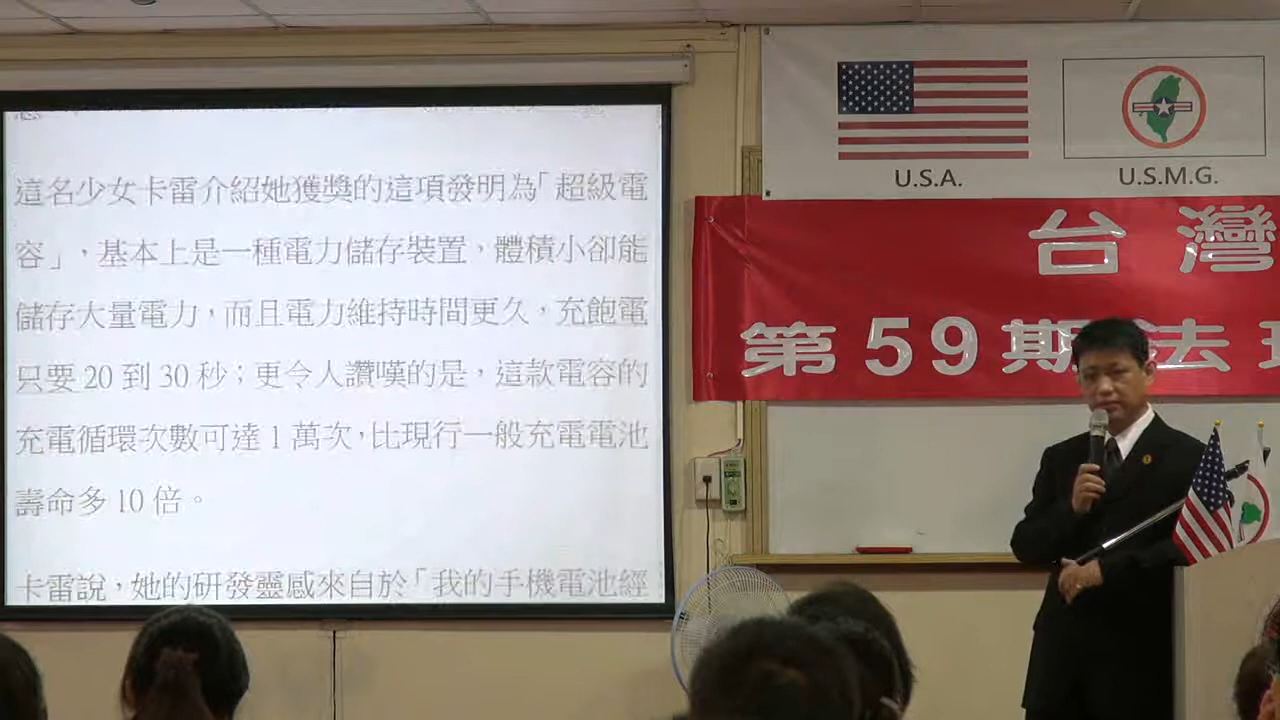 這名少女卡雷介紹她獲獎的這項發明為「超級電
容」，基本上是一種電力儲存裝置，體積小卻能
儲存大量電力，而且電力維持時間更久，充飽電
只要 20 到 30 秒；更令人讚嘆的是，這款電容的
充電循環次數可達 1 萬次，比現行一般充電電池
壽命多 10 倍。
卡雷說，她的研發靈感來自於「我的手機電池經
U.S.A.
U.S.M.G.
台灣
第59期法